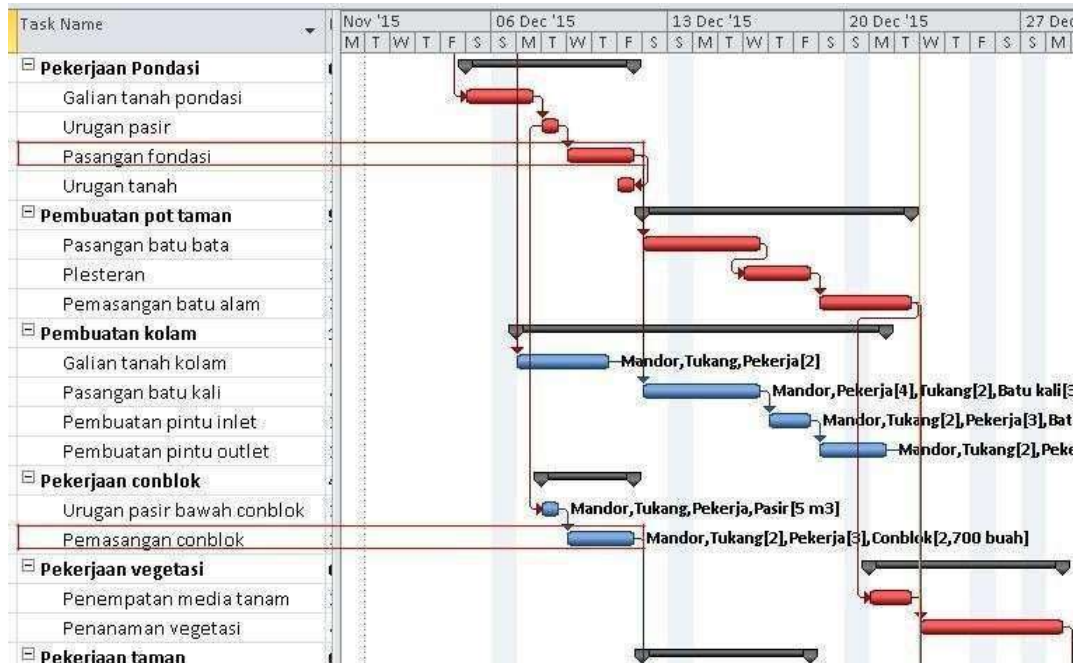 Task Name
Nov '15 06 Dec '15 13 Dec '15 20 Dec '15 27 Dec
M T W T F S S M T W T F S S M T W T F S S M T W T F S S M
Pekerjaan Pondasi
Galian tanah pondasi
Urugan pasir
Pasangan fondasi
Urugan tanah
Pembuatan pot taman
Pasangan batu bata
Plesteran
Pemasangan batu alam
Pembuatan kolam
Galian tanah kolam Mandor,Tukang,Pekerja[2]
Pasangan batu kali Mandor,Pekerja[4],Tukang[2],Batu kali[3
Pembuatan pintu inlet Mandor,Tukang[2],Pekerja[3],Bat
Pembuatan pintu outlet Mandor,Tukang[2],Peke
Pekerjaan conblok
Urugan pasir bawah conblok Mandor,Tukang,Pekerja,Pasir[5 m3]
Pemasangan conblok Mandor,Tukang[2],Pekerja[3],Conblok[2,700 buah]
Pekerjaan vegetasi
Penempatan media tanam
Penanaman vegetasi
Pekerjaan taman